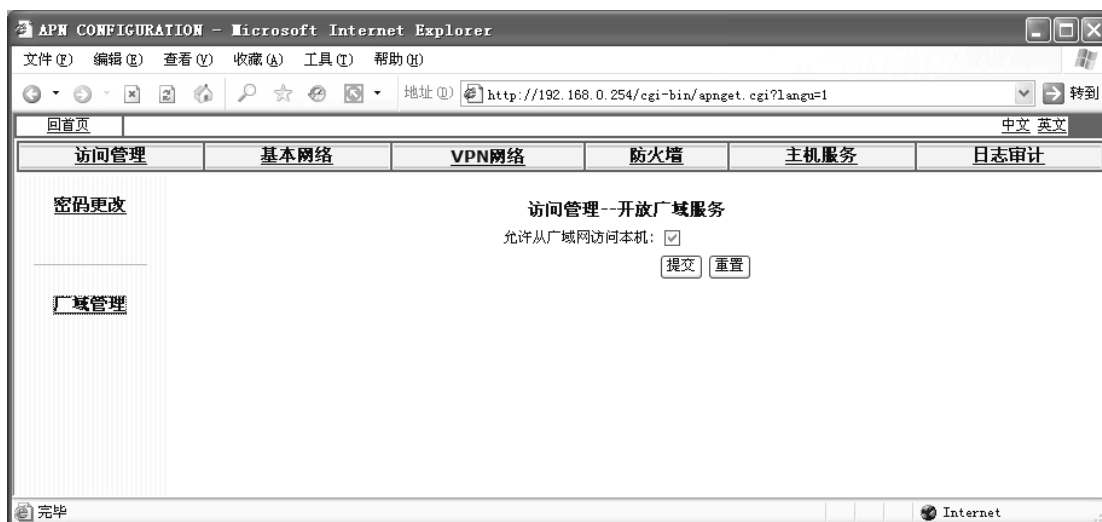 APN CONFIGURATION - Microsoft Internet Explorer
文件(F) 编辑(E) 查看(V) 收藏(A) 工具(T) 帮助(H)
地址(D) http://192.168.0.254/cgi-bin/apnget.cgi?langu=1 转到
回首页 中文 英文
访问管理 基本网络 VPN网络 防火墙 主机服务 日志审计
密码更改
访问管理--开放广域服务
允许从广域网访问本机:
提交 重置
广域管理
完毕 Internet